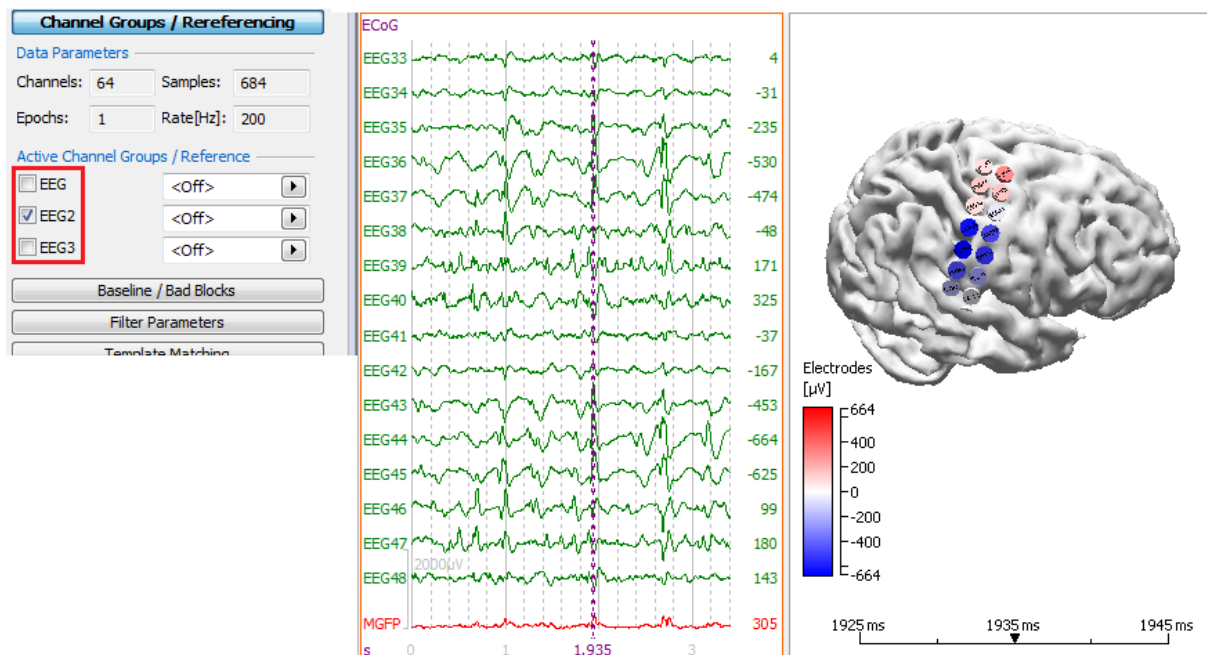 Channel Groups / Rereferencing
Data Parameters
Channels: 64 Samples: 684
Epochs: 1 Rate[Hz]: 200
Active Channel Groups / Reference
EEG <Off>
EEG2 <Off>
EEG3 <Off>
Baseline / Bad Blocks
Filter Parameters
Template Matching
ECoG
EEG33 4
EEG34 -31
EEG35 -235
EEG36 -530
EEG37 -474
EEG38 -48
EEG39 171
EEG40 325
EEG41 -37
EEG42 -167
EEG43 -453
EEG44 -664
EEG45 -625
EEG46 99
EEG47 180
2000µV
EEG48 143
MGFP 305
s 0 1 1.935 3
Electrodes
[µV]
664
400
200
0
-200
-400
-664
1925 ms 1935 ms 1945 ms